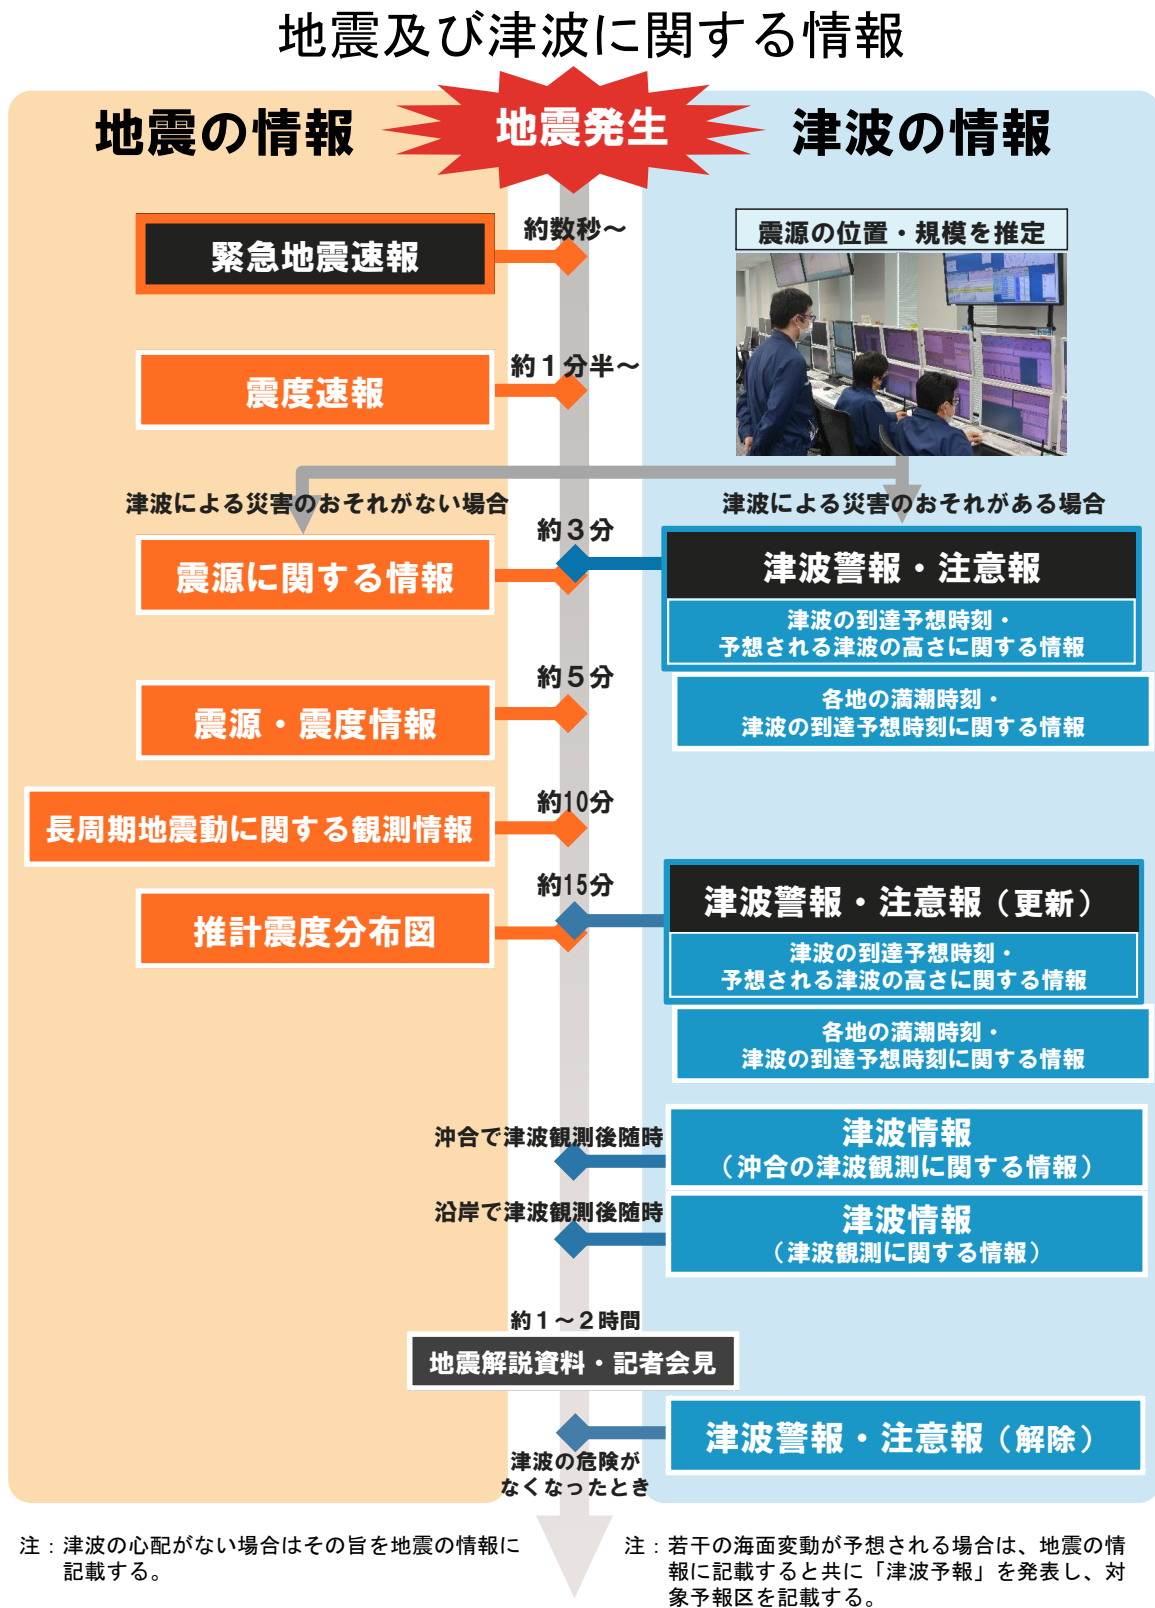 地震及び津波に関する情報
地震の情報
地震発生
津波の情報
約数秒～
緊急地震速報
震源の位置・規模を推定
約１分半～
震度速報
津波による災害のおそれがない場合
津波による災害のおそれがある場合
約３分
震源に関する情報
津波警報・注意報
津波の到達予想時刻・
予想される津波の高さに関する情報
約５分
震源・震度情報
各地の満潮時刻・
津波の到達予想時刻に関する情報
約10分
長周期地震動に関する観測情報
約15分
推計震度分布図
津波警報・注意報（更新）
津波の到達予想時刻・
予想される津波の高さに関する情報
各地の満潮時刻・
津波の到達予想時刻に関する情報
沖合で津波観測後随時
津波情報
（沖合の津波観測に関する情報）
沿岸で津波観測後随時
津波情報
（津波観測に関する情報）
約１～２時間
地震解説資料・記者会見
津波警報・注意報（解除）
津波の危険が
なくなったとき
注：津波の心配がない場合はその旨を地震の情報に
記載する。
注：若干の海面変動が予想される場合は、地震の情
報に記載すると共に「津波予報」を発表し、対
象予報区を記載する。